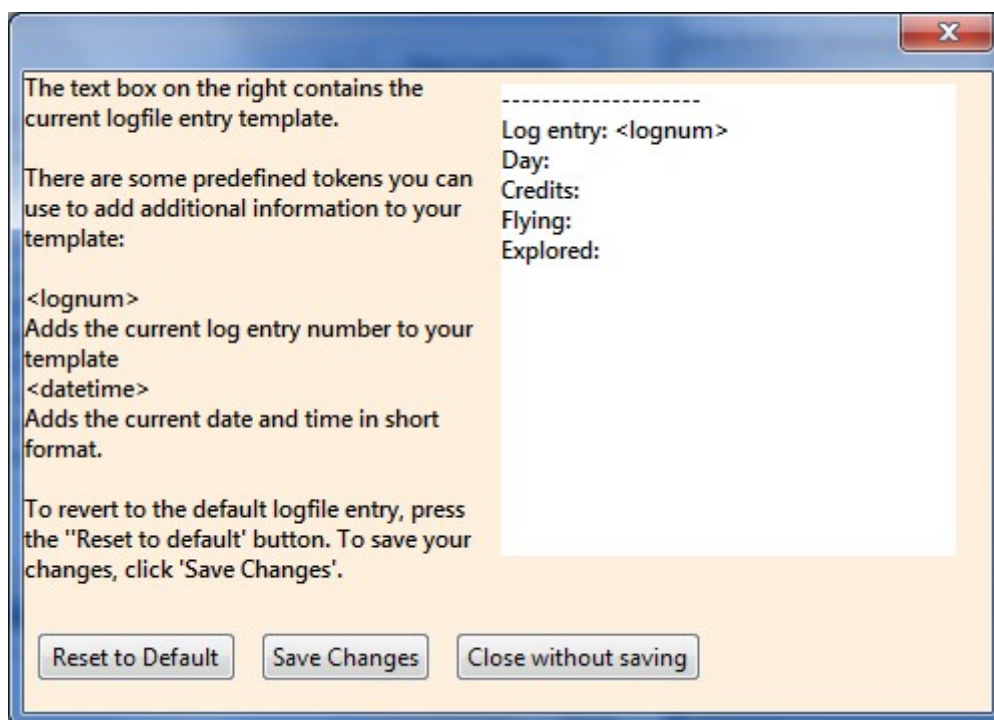 The text box on the right contains the
current logfile entry template.
There are some predefined tokens you can
use to add additional information to your
template:
<lognum>
Adds the current log entry number to your
template
<datetime>
Adds the current date and time in short
format.
To revert to the default logfile entry, press
the "Reset to default' button. To save your
changes, click 'Save Changes'.
--------------------
Log entry: <lognum>
Day:
Credits:
Flying:
Explored:
Reset to Default
Save Changes
Close without saving